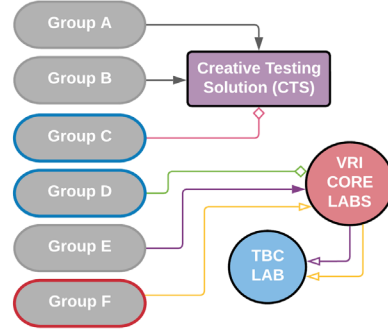 Group A
Group B
Creative Testing
Solution (CTS)
Group C
Group D
VRI
CORE
LABS
Group E
TBC
LAB
Group F